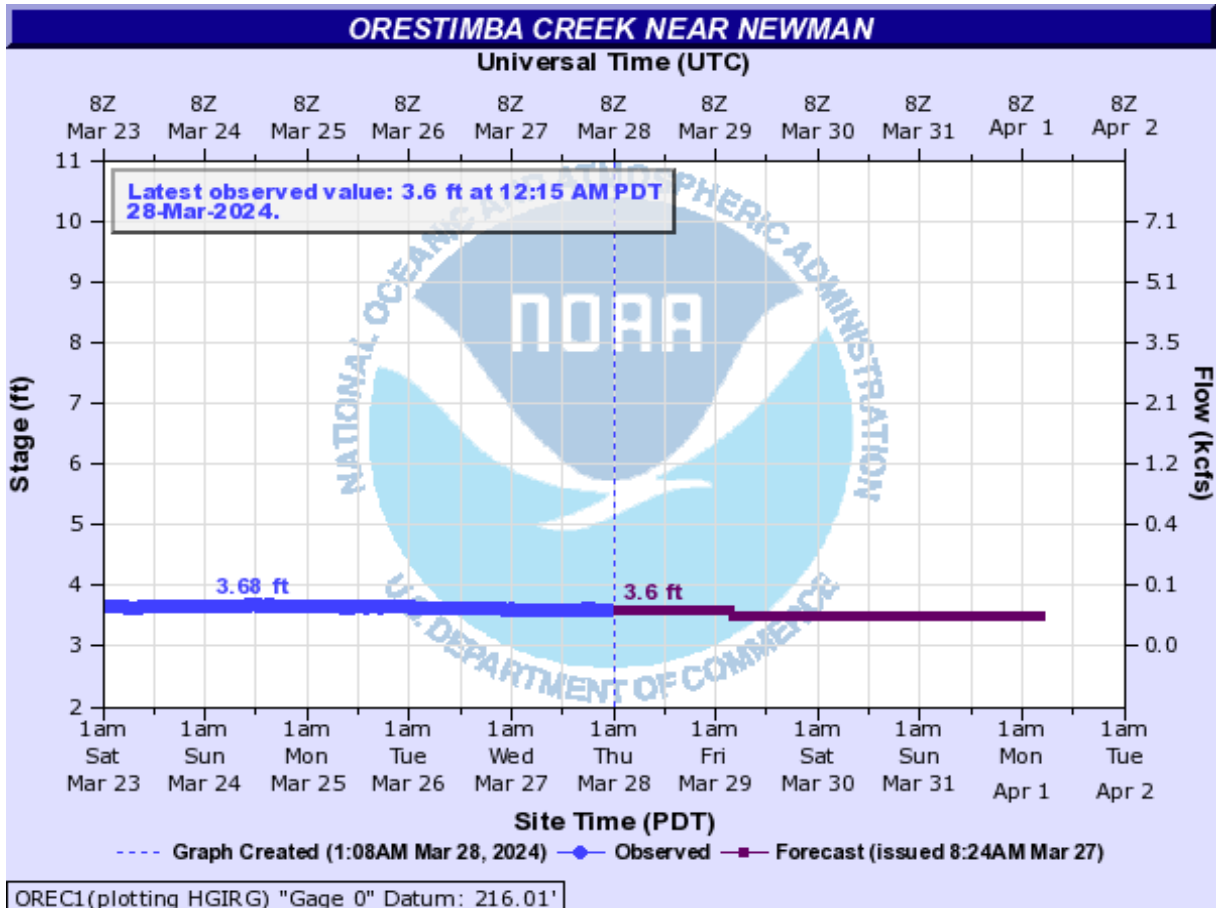 ORESTIMBA CREEK NEAR NEWMAN
Universal Time (UTC)
8Z 8Z 8Z 8Z 8Z 8Z 8Z 8Z 8Z 8Z 8Z
Mar 23 Mar 24 Mar 25 Mar 26 Mar 27 Mar 28 Mar 29 Mar 30 Mar 31 Apr 1 Apr 2
Latest observed value: 3.6 ft at 12:15 AM PDT
28-Mar-2024.
NATIONAL OCEANIC AND ATMOSPHERIC ADMINISTRATION
NOAA
U.S. DEPARTMENT OF COMMERCE
Stage (ft)
11
10
9
8
7
6
5
4
3
2
7.1
5.1
3.5
2.1
1.2
0.4
0.1
0.0
Flow (kcfs)
3.68 ft
3.6 ft
1am 1am 1am 1am 1am 1am 1am 1am 1am 1am 1am
Sat Sun Mon Tue Wed Thu Fri Sat Sun Mon Tue
Mar 23 Mar 24 Mar 25 Mar 26 Mar 27 Mar 28 Mar 29 Mar 30 Mar 31 Apr 1 Apr 2
Site Time (PDT)
Graph Created (1:08AM Mar 28, 2024) Observed Forecast (issued 8:24AM Mar 27)
OREC1(plotting HGIRG) "Gage 0" Datum: 216.01'